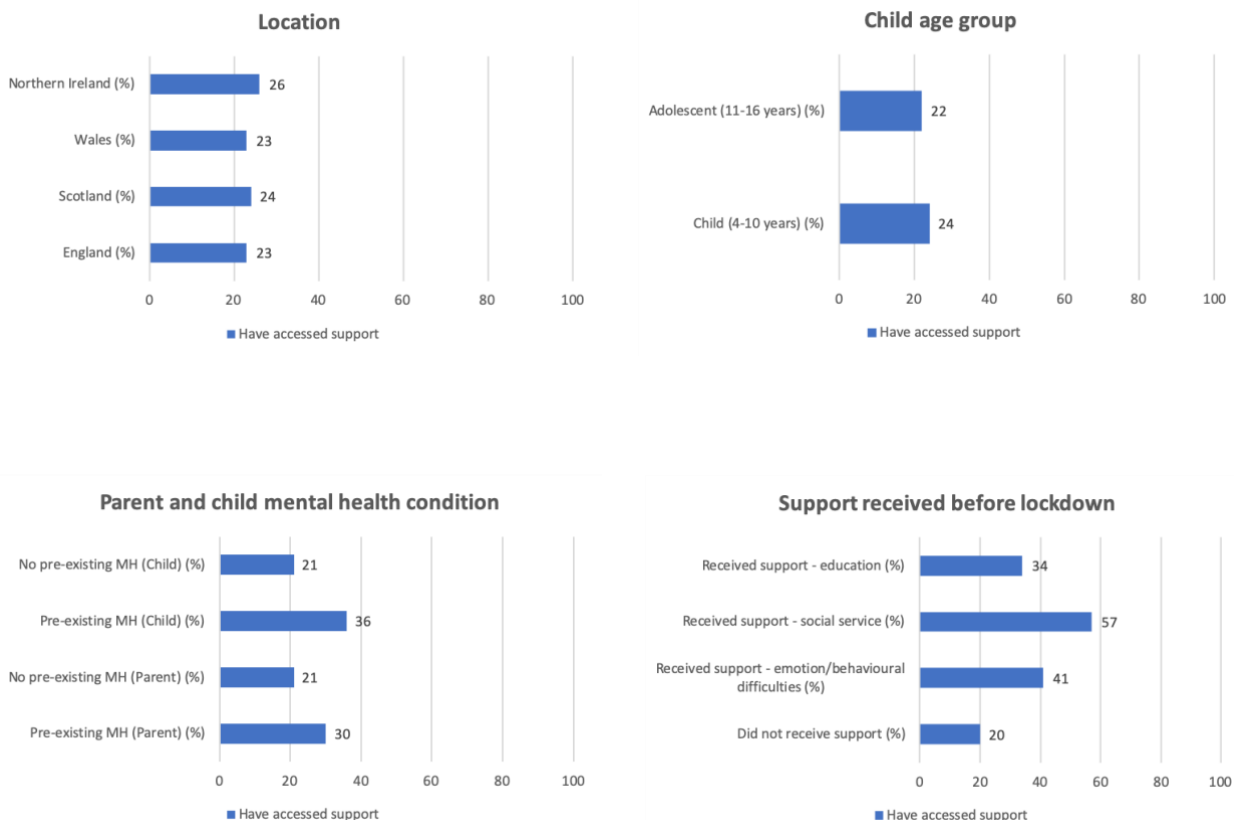 Location
Northern Ireland (%)
26
Wales (%)
23
Scotland (%)
24
England (%)
23
0 20 40 60 80 100
Have accessed support
Child age group
Adolescent (11-16 years) (%)
22
Child (4-10 years) (%)
24
0 20 40 60 80 100
Have accessed support
Parent and child mental health condition
No pre-existing MH (Child) (%)
21
Pre-existing MH (Child) (%)
36
No pre-existing MH (Parent) (%)
21
Pre-existing MH (Parent) (%)
30
0 20 40 60 80 100
Have accessed support
Support received before lockdown
Received support - education (%)
34
Received support - social service (%)
57
Received support - emotion/behavioural
difficulties (%)
41
Did not receive support (%)
20
0 20 40 60 80 100
Have accessed support